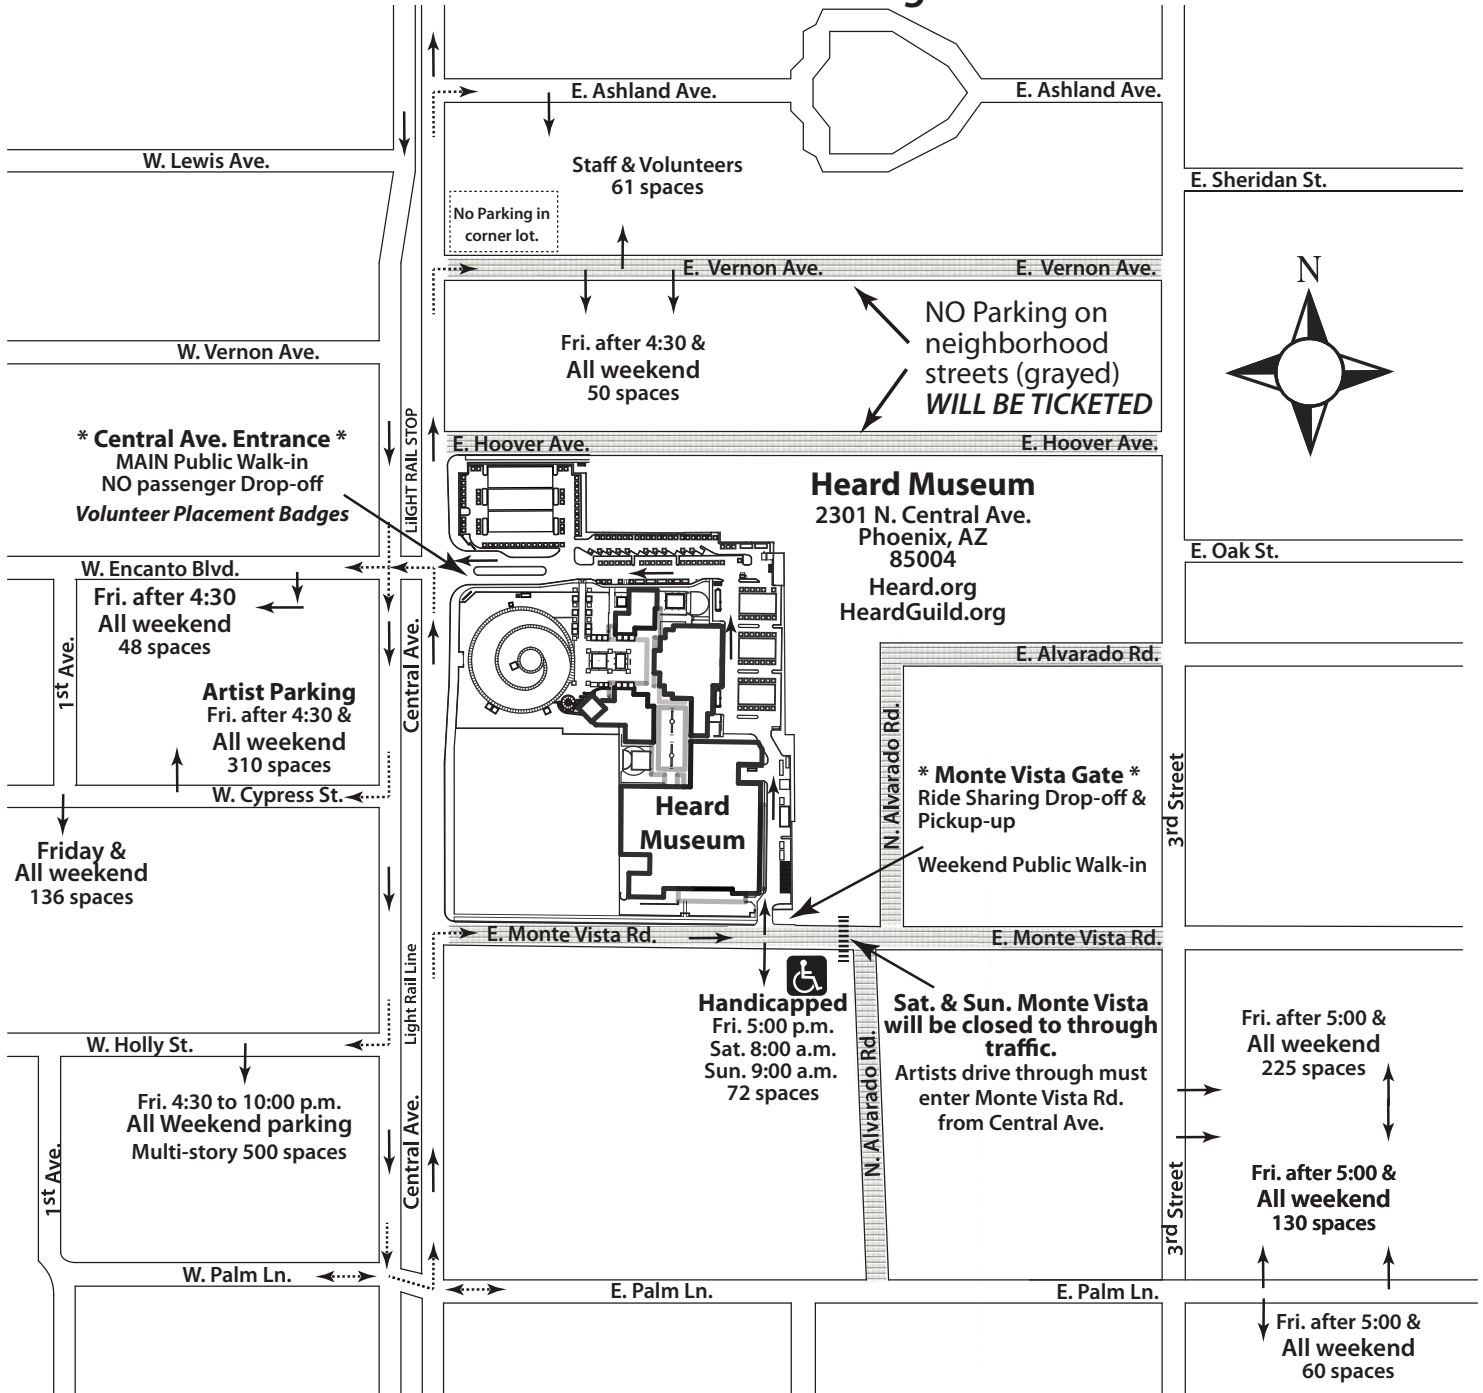 E. Ashland Ave.
E. Ashland Ave.
W. Lewis Ave.
Staff & Volunteers
61 spaces
E. Sheridan St.
No Parking in
corner lot.
N
E. Vernon Ave.
E. Vernon Ave.
NO Parking on
neighborhood
streets (grayed)
WILL BE TICKETED
W. Vernon Ave.
Fri. after 4:30 &
All weekend
50 spaces
* Central Ave. Entrance *
MAIN Public Walk-in
NO passenger Drop-off
Volunteer Placement Badges
LilGHT RAIL STOP
E. Hoover Ave.
E. Hoover Ave.
Heard Museum
2301 N. Central Ave.
Phoenix, AZ
85004
Heard.org
HeardGuild.org
E. Oak St.
W. Encanto Blvd.
Fri. after 4:30
All weekend
48 spaces
1st Ave.
Central Ave.
E. Alvarado Rd.
Artist Parking
Fri. after 4:30 &
All weekend
310 spaces
N. Alvarado Rd.
3rd Street
W. Cypress St.
* Monte Vista Gate *
Ride Sharing Drop-off &
Pickup-up
Weekend Public Walk-in
Heard
Museum
Friday &
All weekend
136 spaces
E. Monte Vista Rd.
E. Monte Vista Rd.
Light Rail Line
Handicapped
Fri. 5:00 p.m.
Sat. 8:00 a.m.
Sun. 9:00 a.m.
72 spaces
Sat. & Sun. Monte Vista
will be closed to through
traffic.
Artists drive through must
enter Monte Vista Rd.
from Central Ave.
N. Alvarado Rd.
Fri. after 5:00 &
All weekend
225 spaces
W. Holly St.
Fri. 4:30 to 10:00 p.m.
All Weekend parking
Multi-story 500 spaces
1st Ave.
Central Ave.
3rd Street
Fri. after 5:00 &
All weekend
130 spaces
W. Palm Ln.
E. Palm Ln.
E. Palm Ln.
Fri. after 5:00 &
All weekend
60 spaces